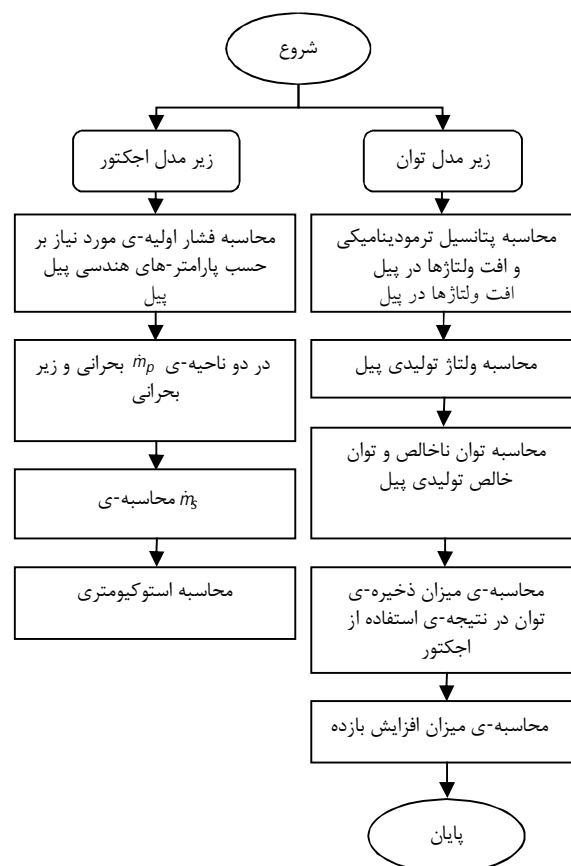 شروع
زیر مدل توان
زیر مدل اجکتور
محاسبه پتانسیل ترمودینامیکی
و افت ولتاژها در پیل
افت ولتاژها در پیل
محاسبه ولتاژ تولیدی پیل
محاسبه توان ناخالص و توان
خالص تولیدی پیل
محاسبه-ی میزان ذخیره-ی
توان در نتیجه-ی استفاده از
اجکتور
محاسبه-ی میزان افزایش بازده
پایان
محاسبه فشار اولیه-ی مورد نیاز بر
حسب پارامتر-های هندسی پیل
پیل
در دو ناحیه-ی ṁp بحرانی و زیر
بحرانی
ṁs محاسبه-ی
محاسبه استوکیومتری